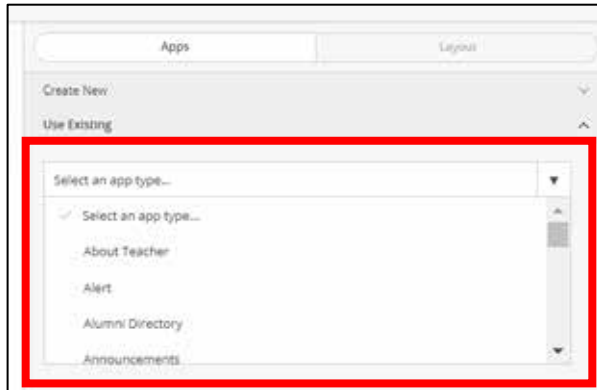 Apps
Layout
Create New
Use Existing
Select an app type...
Select an app type...
About Teacher
Alert
Alumni Directory
Announcements